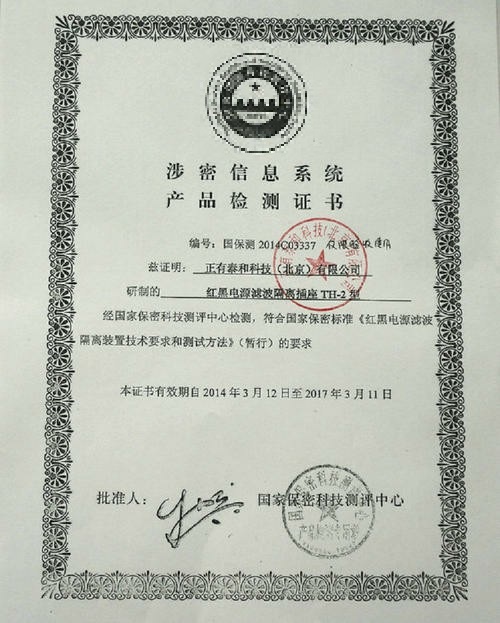 涉密信息系统
产品检测证书
编号：国保测 2014C03337 仅限验收使用
兹证明：正有泰和科技（北京）有限公司
研制的 红黑电源滤波隔离插座 TH-2 型
经国家保密科技测评中心检测，符合国家保密标准《红黑电源滤波
隔离装置技术要求和测试方法》（暂行）的要求
本证书有效期自 2014 年 3 月 12 日至 2017 年 3 月 11 日
批准人：
国家保密科技测评中心